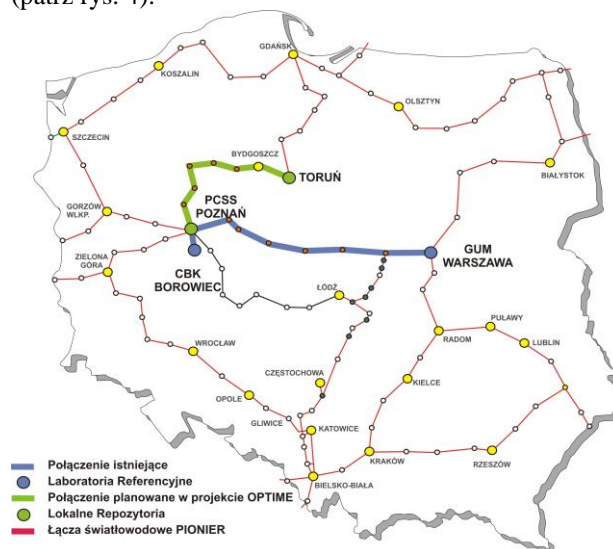 (patrz rys. 4).
GDAŃSK
KOSZALIN
OLSZTYN
SZCZECIN
BYDGOSZCZ
TORUŃ
BIAŁYSTOK
PCSS
POZNAŃ
GORZÓW
WLKP.
GUM
WARSZAWA
ZIELONA
GÓRA
CBK
BOROWIEC
ŁÓDŹ
PUŁAWY
RADOM
LUBLIN
WROCŁAW
CZĘSTOCHOWA
KIELCE
OPOLE
GLIWICE
KATOWICE
KRAKÓW
RZESZÓW
BIELSKO-BIAŁA
Połączenie istniejące
Laboratoria Referencyjne
Połączenie planowane w projekcie OPTIME
Lokalne Repozytoria
Łącza światłowodowe PIONIER